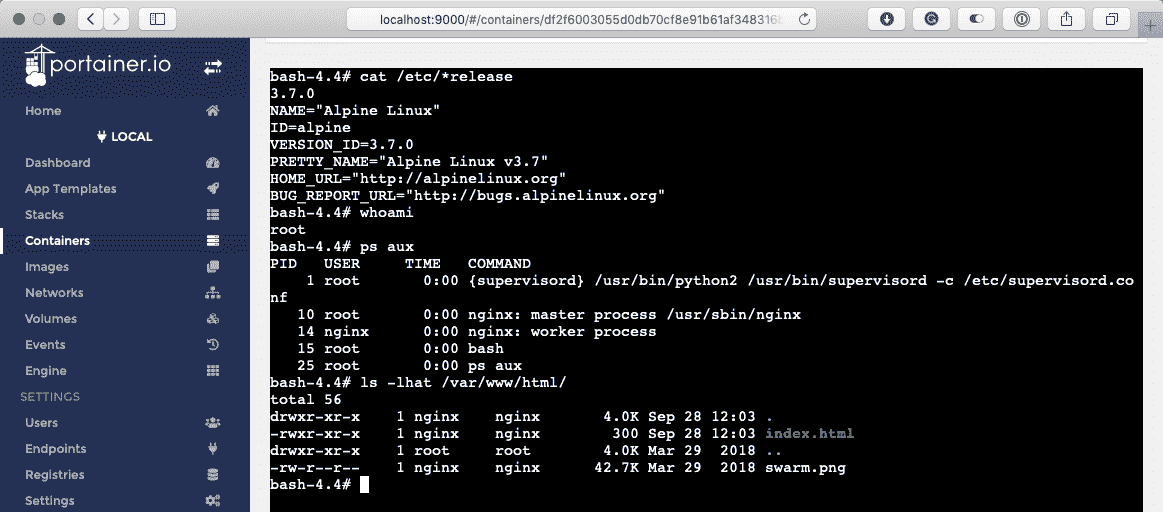 localhost:9000/#/containers/df2f6003055d0db70cf8e91b61af348316
portainer.io
Home
LOCAL
Dashboard
App Templates
Stacks
Containers
Images
Networks
Volumes
Events
Engine
SETTINGS
Users
Endpoints
Registries
Settings
bash-4.4# cat /etc/*release
3.7.0
NAME="Alpine Linux"
ID=alpine
VERSION_ID=3.7.0
PRETTY_NAME="Alpine Linux v3.7"
HOME_URL="http://alpinelinux.org"
BUG_REPORT_URL="http://bugs.alpinelinux.org"
bash-4.4# whoami
root
bash-4.4# ps aux
PID   USER     TIME   COMMAND
    1 root       0:00 {supervisord} /usr/bin/python2 /usr/bin/supervisord -c /etc/supervisord.co
nf
   10 root       0:00 nginx: master process /usr/sbin/nginx
   14 nginx      0:00 nginx: worker process
   15 root       0:00 bash
   25 root       0:00 ps aux
bash-4.4# ls -lhat /var/www/html/
total 56
drwxr-xr-x    1 nginx    nginx       4.0K Sep 28 12:03 .
-rwxr-xr-x    1 nginx    nginx        300 Sep 28 12:03 index.html
drwxr-xr-x    1 root     root        4.0K Mar 29  2018 ..
-rw-r--r--    1 nginx    nginx      42.7K Mar 29  2018 swarm.png
bash-4.4#